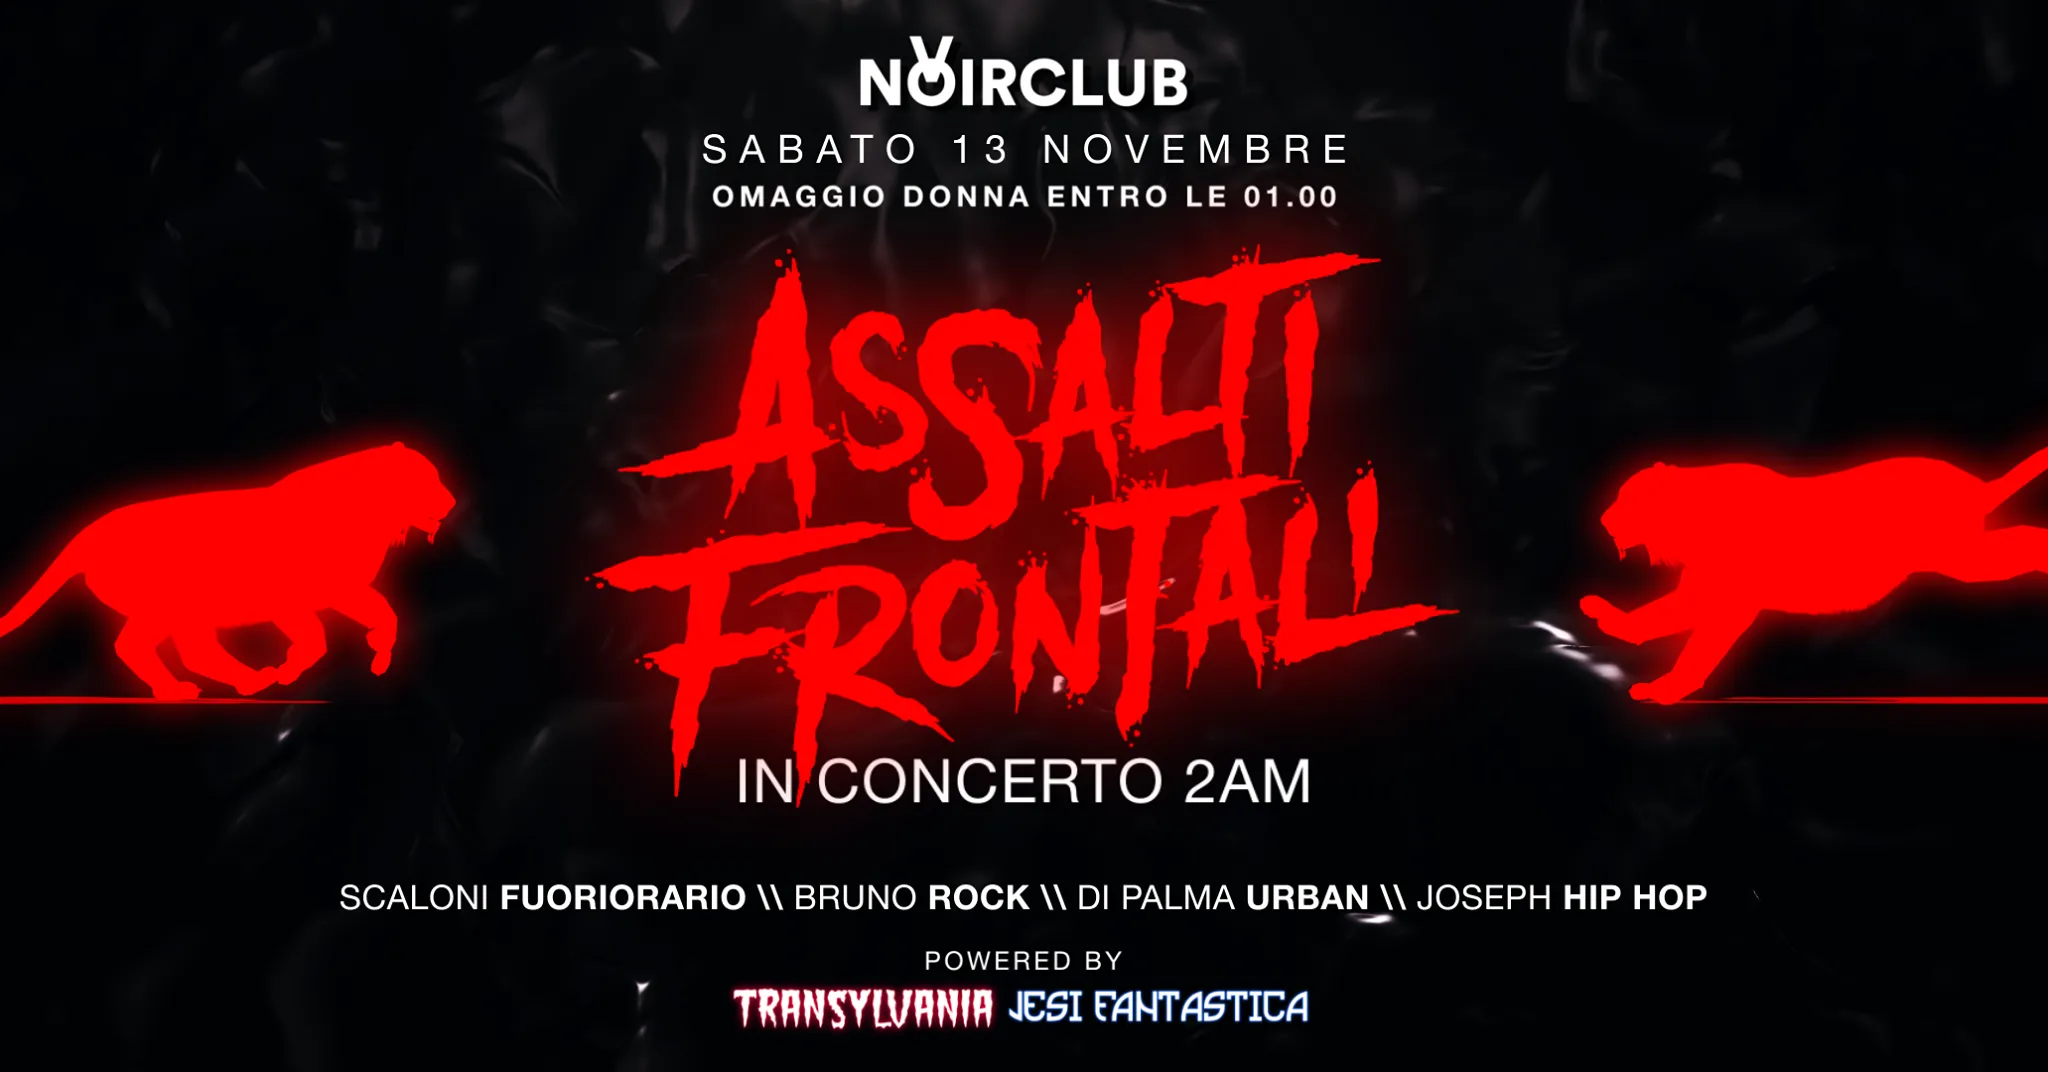 NOIRCLUB
SABATO 13 NOVEMBRE
OMAGGIO DONNA ENTRO LE 01.00
ASSALTI
FRONTALI
IN CONCERTO 2AM
SCALONI FUORIORARIO \\ BRUNO ROCK \\ DI PALMA URBAN \\ JOSEPH HIP HOP
POWERED BY
TRANSYLVANIA JESI FANTASTICA